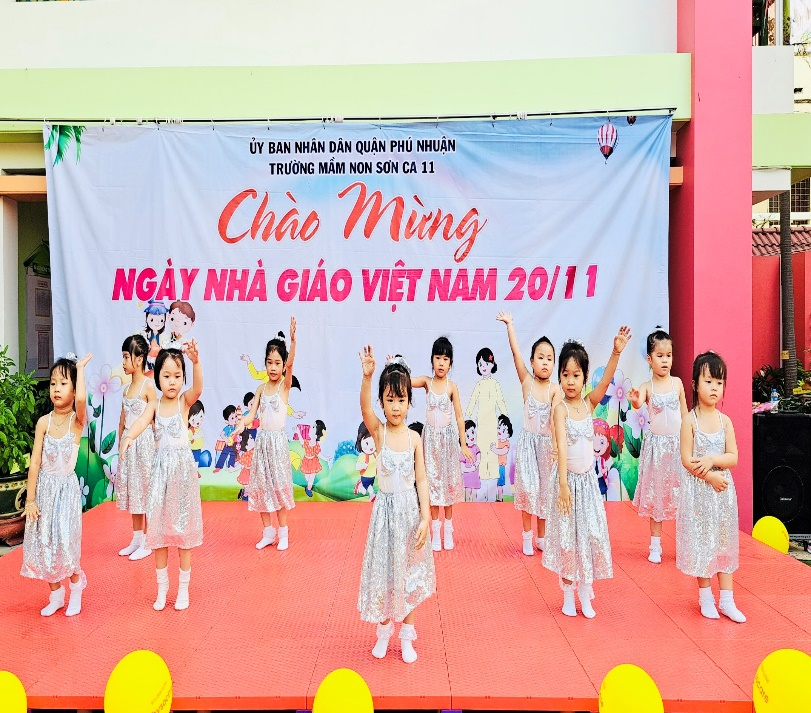 ỦY BAN NHÂN DÂN QUẬN PHÚ NHUẬN
TRƯỜNG MẦM NON SƠN CA 11
Chào Mừng
NGÀY NHÀ GIÁO VIỆT NAM 20/11